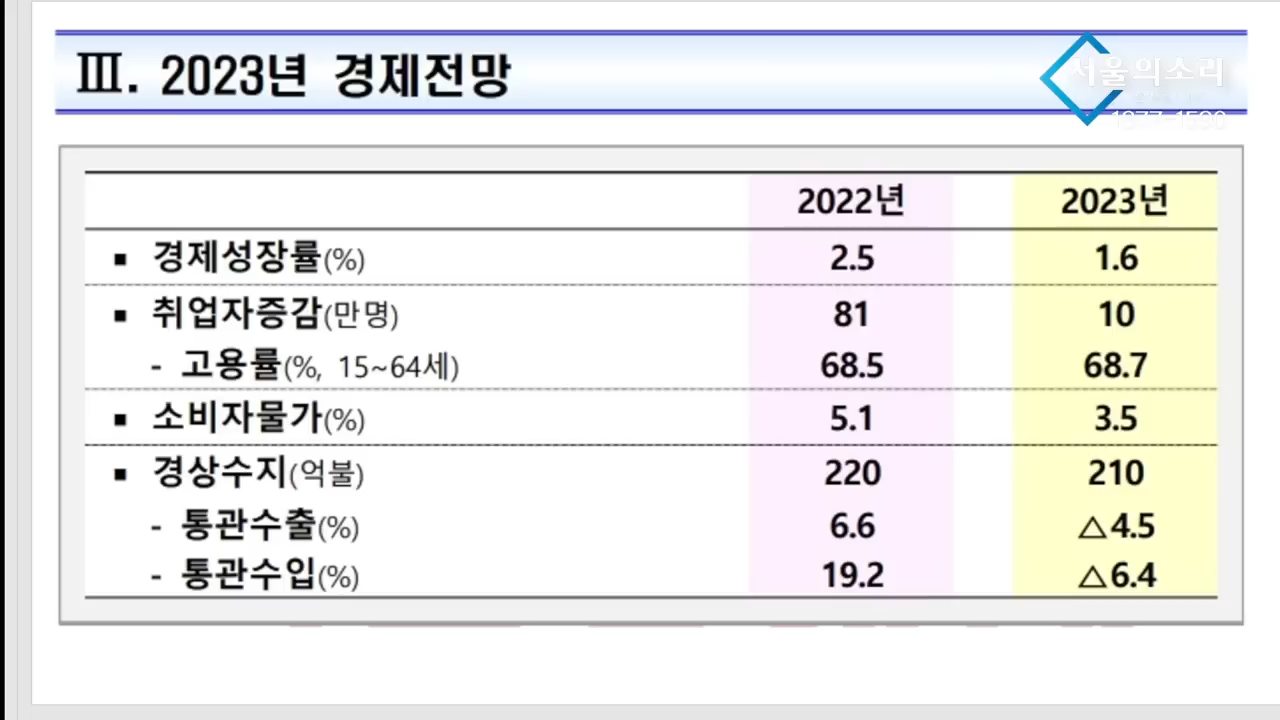 Ⅲ. 2023년 경제전망
서울의소리
1877-1590
2022년 2023년
▪ 경제성장률(%) 2.5 1.6
▪ 취업자증감(만명) 81 10
- 고용률(%, 15~64세) 68.5 68.7
▪ 소비자물가(%) 5.1 3.5
▪ 경상수지(억불) 220 210
- 통관수출(%) 6.6 △4.5
- 통관수입(%) 19.2 △6.4